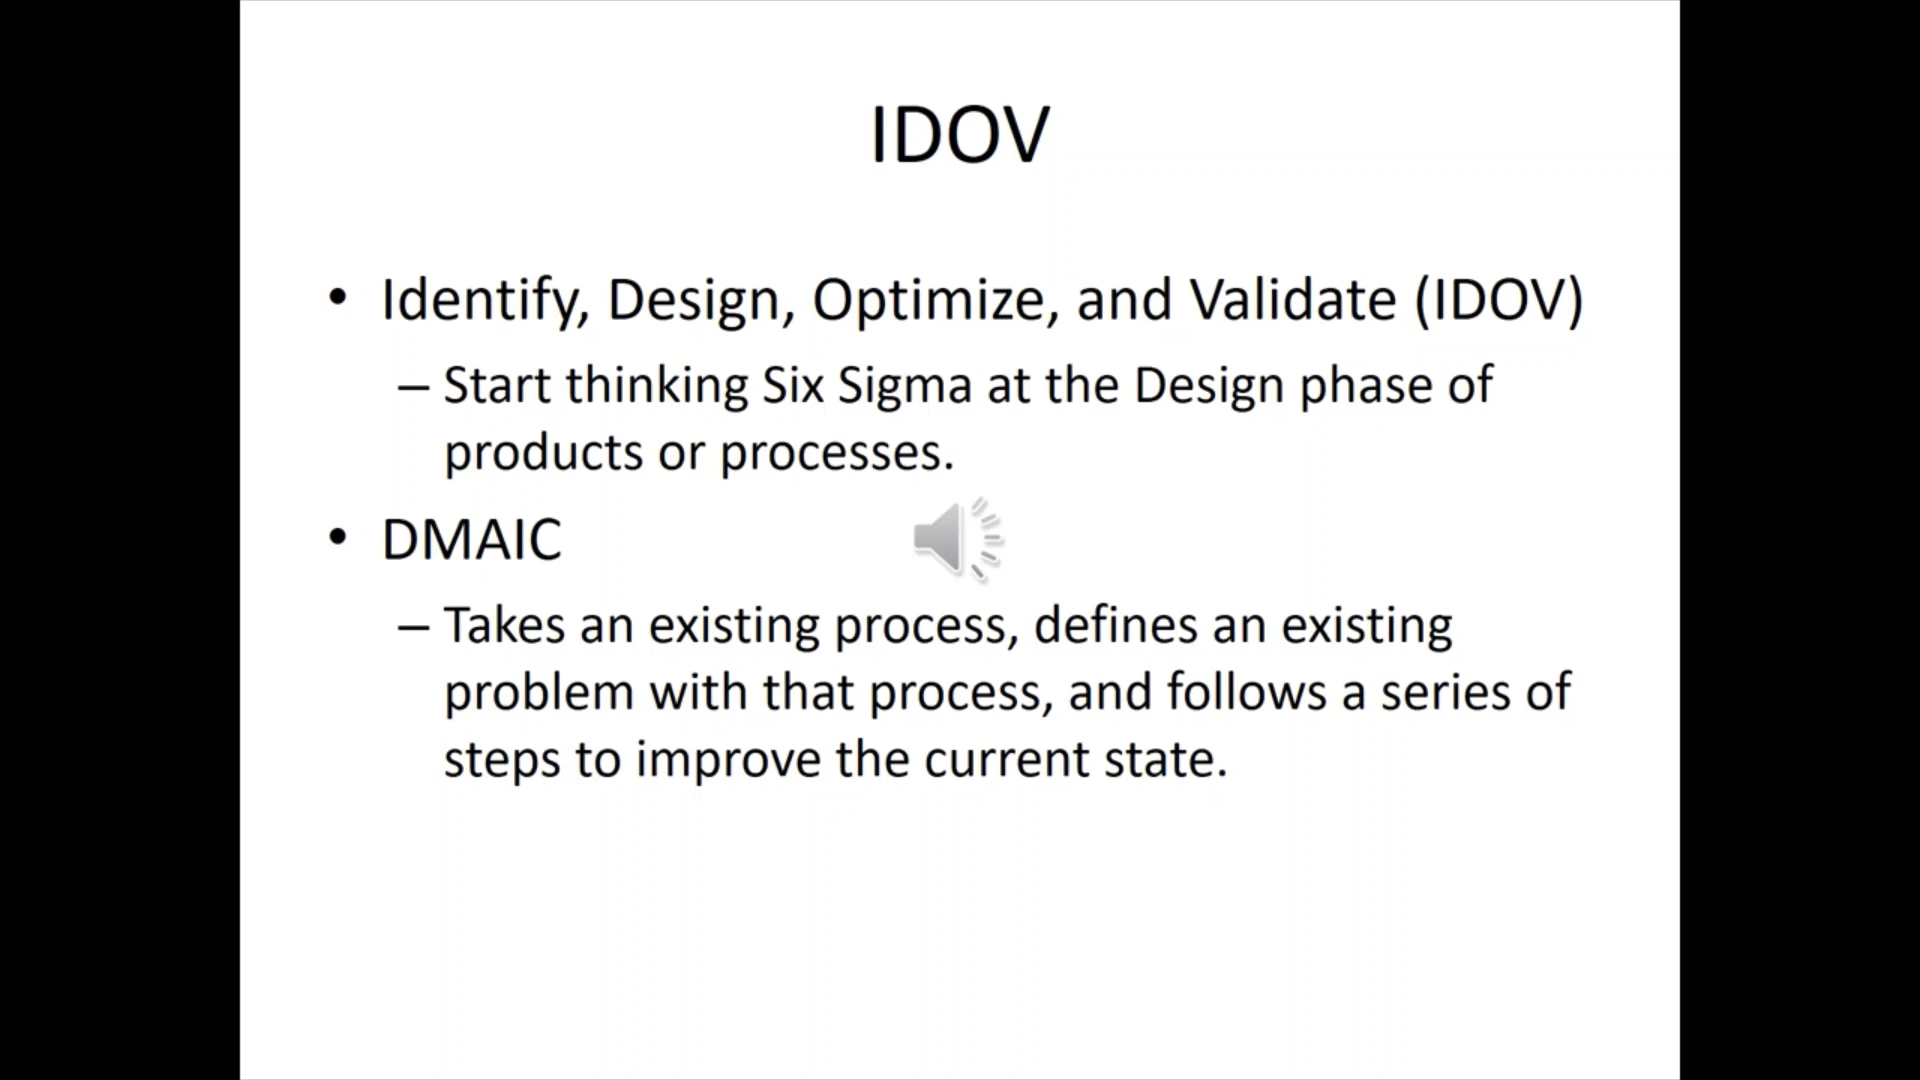 IDOV
• Identify, Design, Optimize, and Validate (IDOV)
– Start thinking Six Sigma at the Design phase of
products or processes.
• DMAIC
– Takes an existing process, defines an existing
problem with that process, and follows a series of
steps to improve the current state.